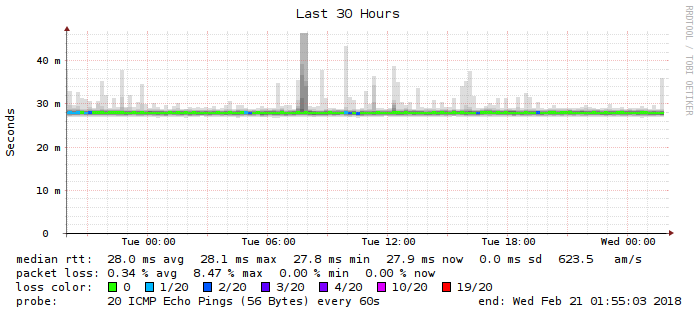 Last 30 Hours
RRDTOOL / TOBI OETIKER
Seconds
40 m
30 m
20 m
10 m
0
Tue 00:00 Tue 06:00 Tue 12:00 Tue 18:00 Wed 00:00
median rtt: 28.0 ms avg 28.1 ms max 27.8 ms min 27.9 ms now 0.0 ms sd 623.5 am/s
packet loss: 0.34 % avg 8.47 % max 0.00 % min 0.00 % now
loss color: 0 1/20 2/20 3/20 4/20 10/20 19/20
probe: 20 ICMP Echo Pings (56 Bytes) every 60s end: Wed Feb 21 01:55:03 2018